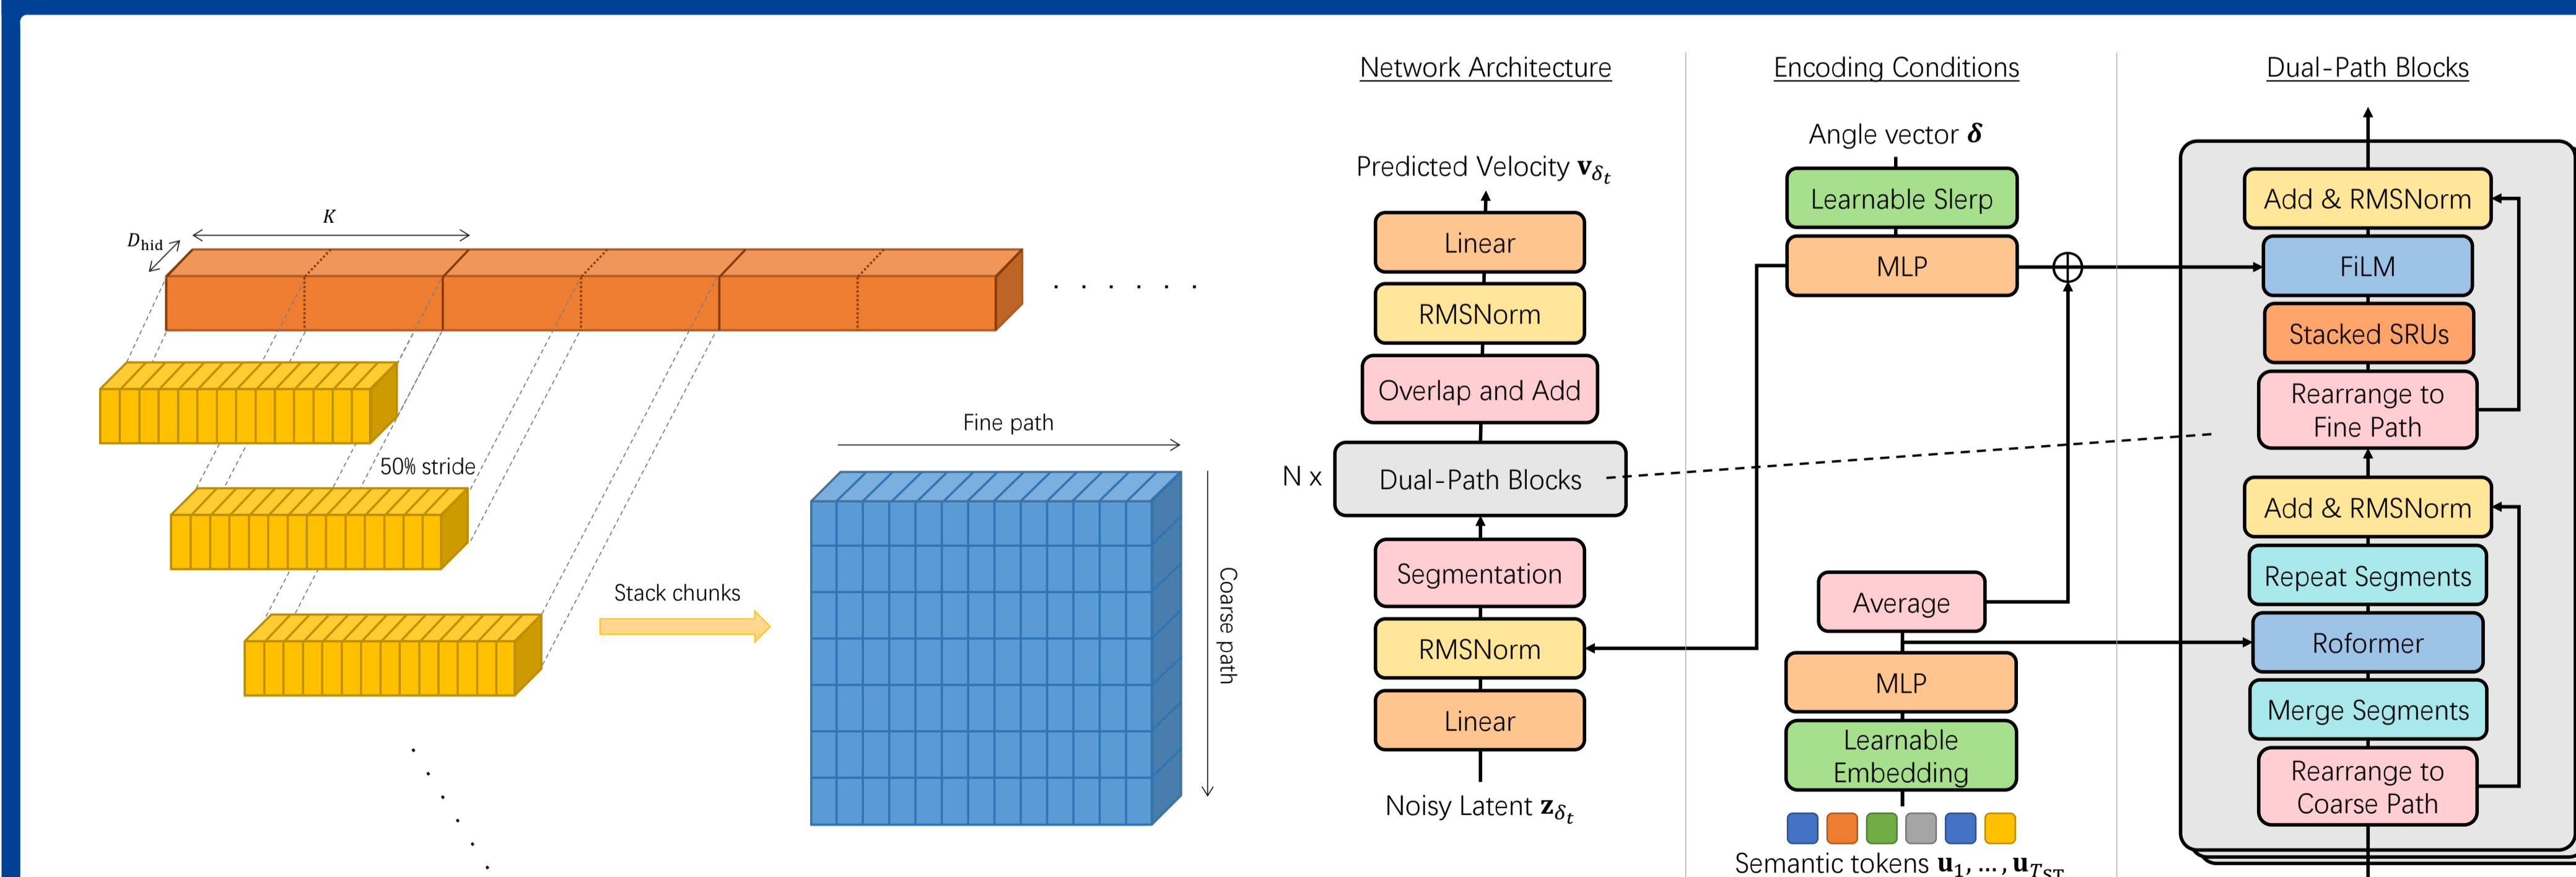 K
D_hid
50% stride
Stack chunks
Fine path
Coarse path
Network Architecture
Predicted Velocity v_δ_t
Linear
RMSNorm
Overlap and Add
N x
Dual-Path Blocks
Segmentation
RMSNorm
Linear
Noisy Latent z_δ_t
Encoding Conditions
Angle vector δ
Learnable Slerp
MLP
Average
MLP
Learnable
Embedding
Semantic tokens u_1, ..., u_T_ST
Dual-Path Blocks
Add & RMSNorm
FiLM
Stacked SRUs
Rearrange to
Fine Path
Add & RMSNorm
Repeat Segments
Roformer
Merge Segments
Rearrange to
Coarse Path